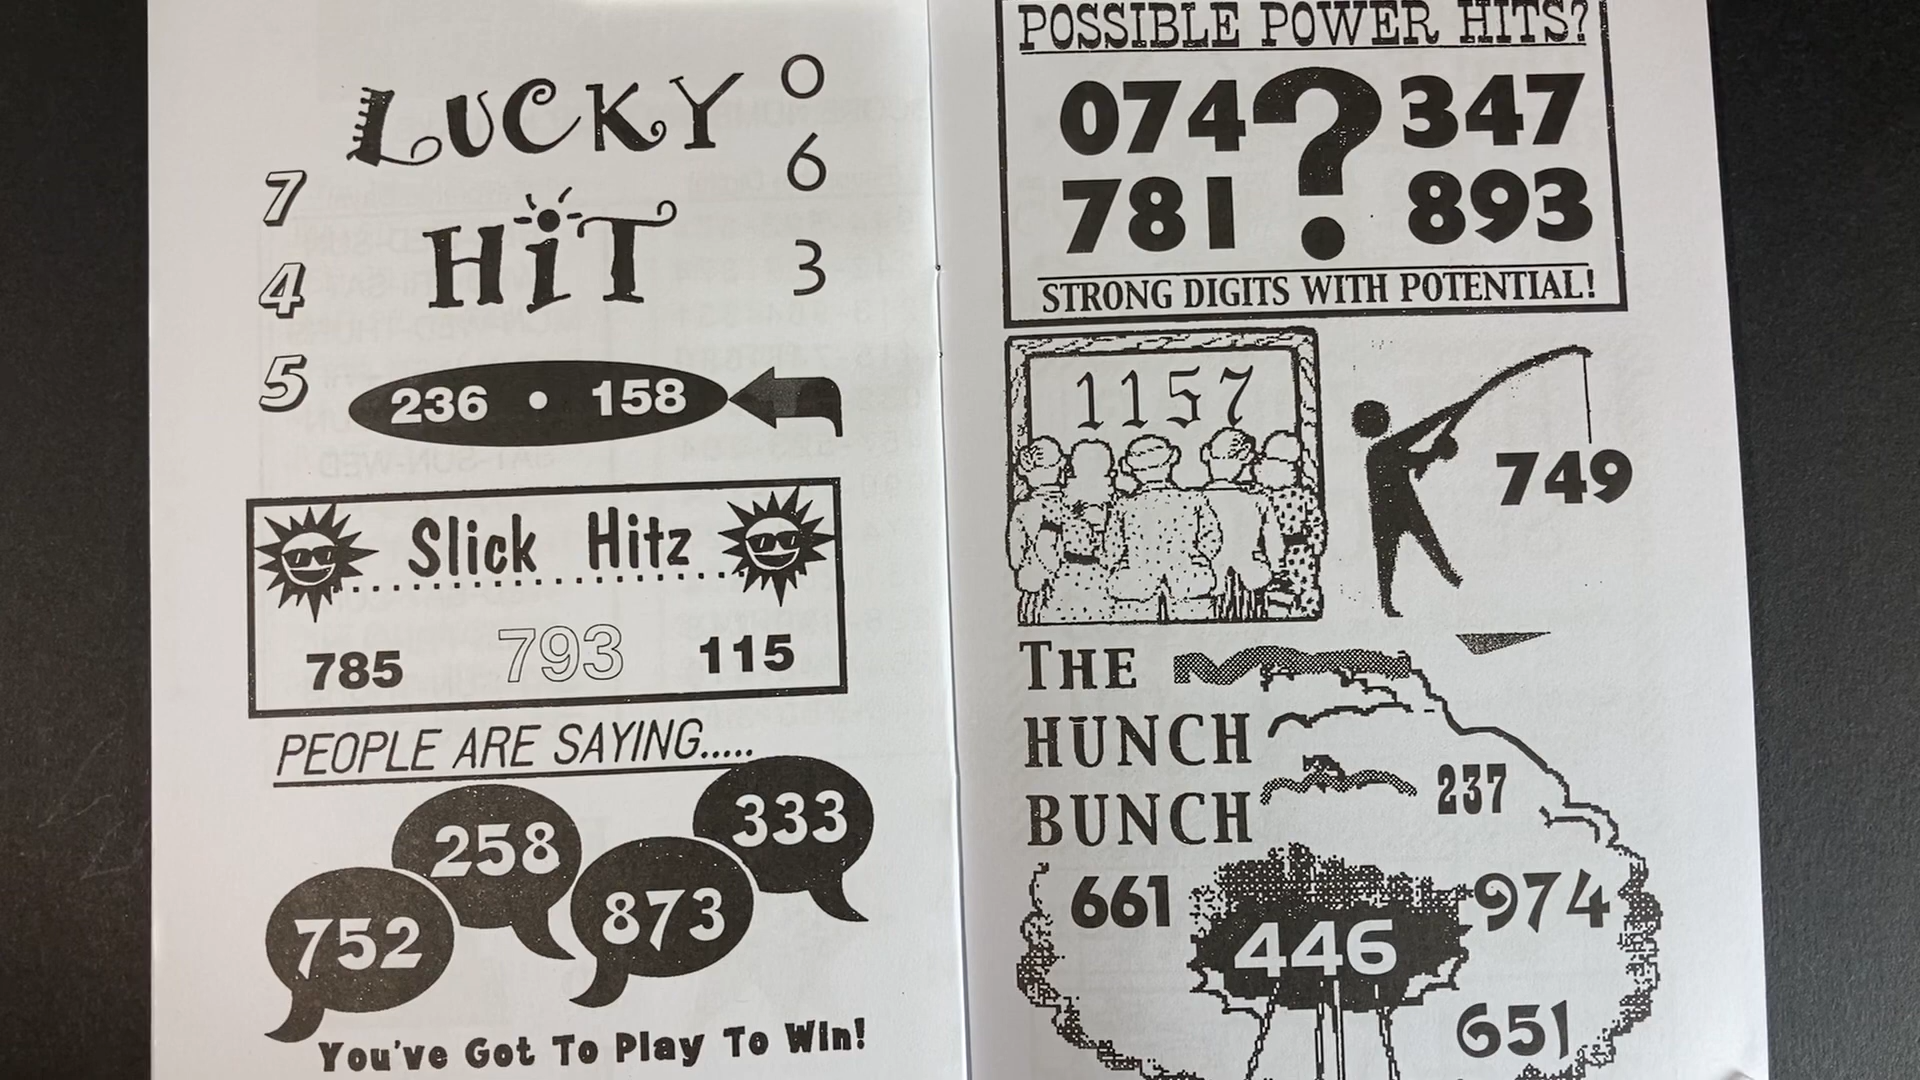 LUCKY
HiT
7
4
5
0
6
3
236 • 158
Slick Hitz
785 793 115
PEOPLE ARE SAYING.....
333
258
873
752
You've Got To Play To Win!
POSSIBLE POWER HITS?
074 ? 347
781 893
STRONG DIGITS WITH POTENTIAL!
1157
749
THE
HUNCH
BUNCH
237
661
974
446
651